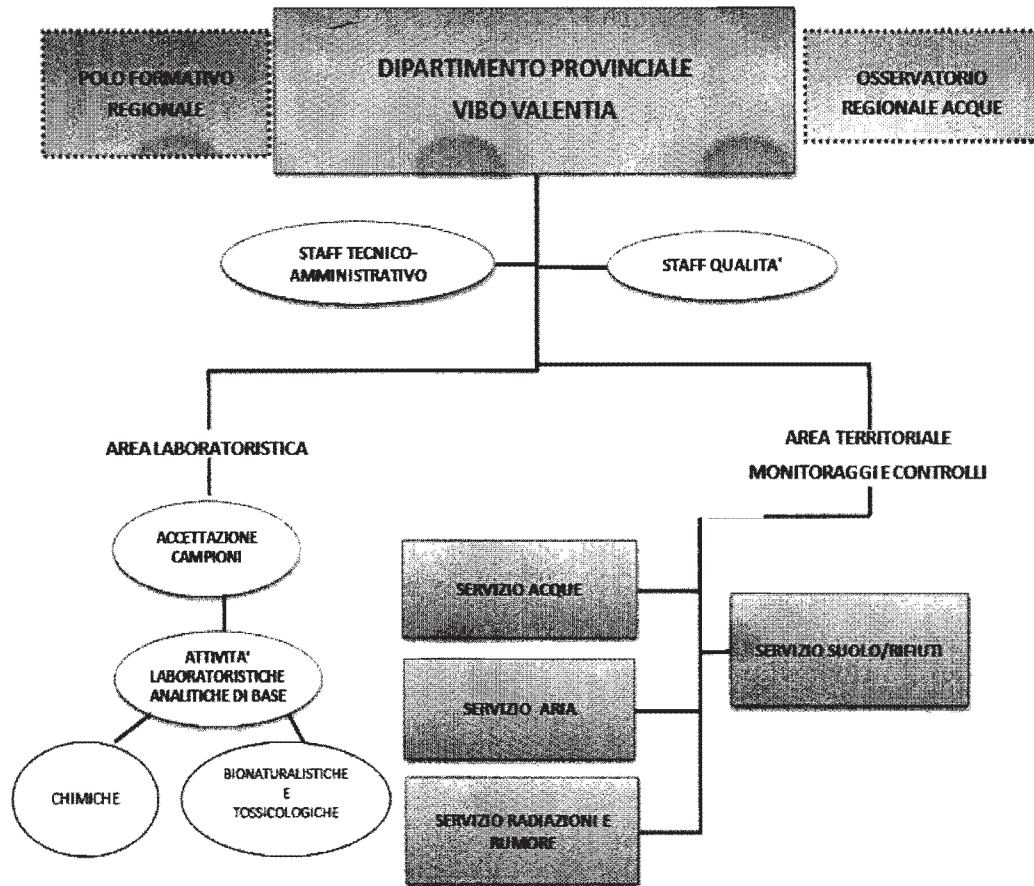 POLO FORMATIVO
REGIONALE
DIPARTIMENTO PROVINCIALE
VIBO VALENTIA
OSSERVATORIO
REGIONALE ACQUE
STAFF TECNICO-
AMMINISTRATIVO
STAFF QUALITA'
AREA LABORATORISTICA
AREA TERRITORIALE
MONITORAGGI E CONTROLLI
ACCETTAZIONE
CAMPIONI
ATTIVITA'
LABORATORISTICHE
ANALITICHE DI BASE
CHIMICHE
BIONATURALISTICHE
E
TOSSICOLOGICHE
SERVIZIO ACQUE
SERVIZIO SUOLO/RIFIUTI
SERVIZIO ARIA
SERVIZIO RADIAZIONI E
RUMORE